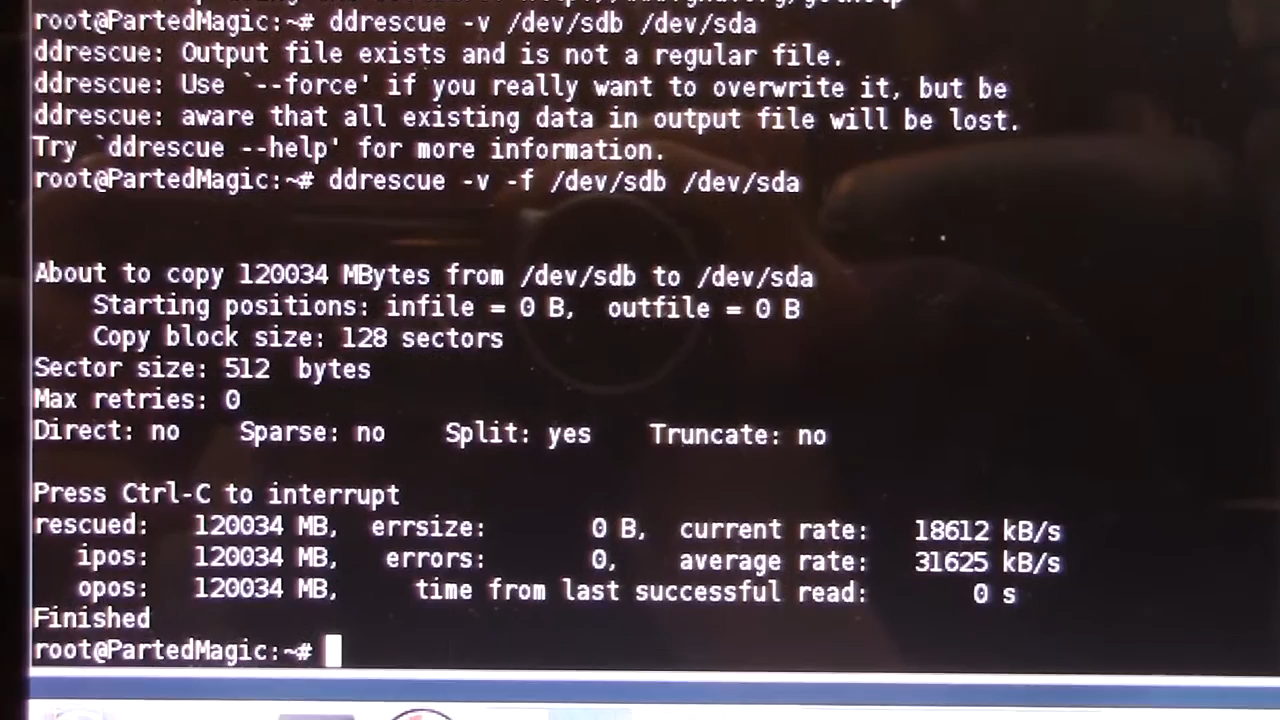 root@PartedMagic:~# ddrescue -v /dev/sdb /dev/sda
ddrescue: Output file exists and is not a regular file.
ddrescue: Use `--force' if you really want to overwrite it, but be
ddrescue: aware that all existing data in output file will be lost.
Try `ddrescue --help' for more information.
root@PartedMagic:~# ddrescue -v -f /dev/sdb /dev/sda
About to copy 120034 MBytes from /dev/sdb to /dev/sda
Starting positions: infile = 0 B, outfile = 0 B
Copy block size: 128 sectors
Sector size: 512 bytes
Max retries: 0
Direct: no Sparse: no Split: yes Truncate: no
Press Ctrl-C to interrupt
rescued: 120034 MB, errsize: 0 B, current rate: 18612 kB/s
ipos: 120034 MB, errors: 0, average rate: 31625 kB/s
opos: 120034 MB, time from last successful read: 0 s
Finished
root@PartedMagic:~#